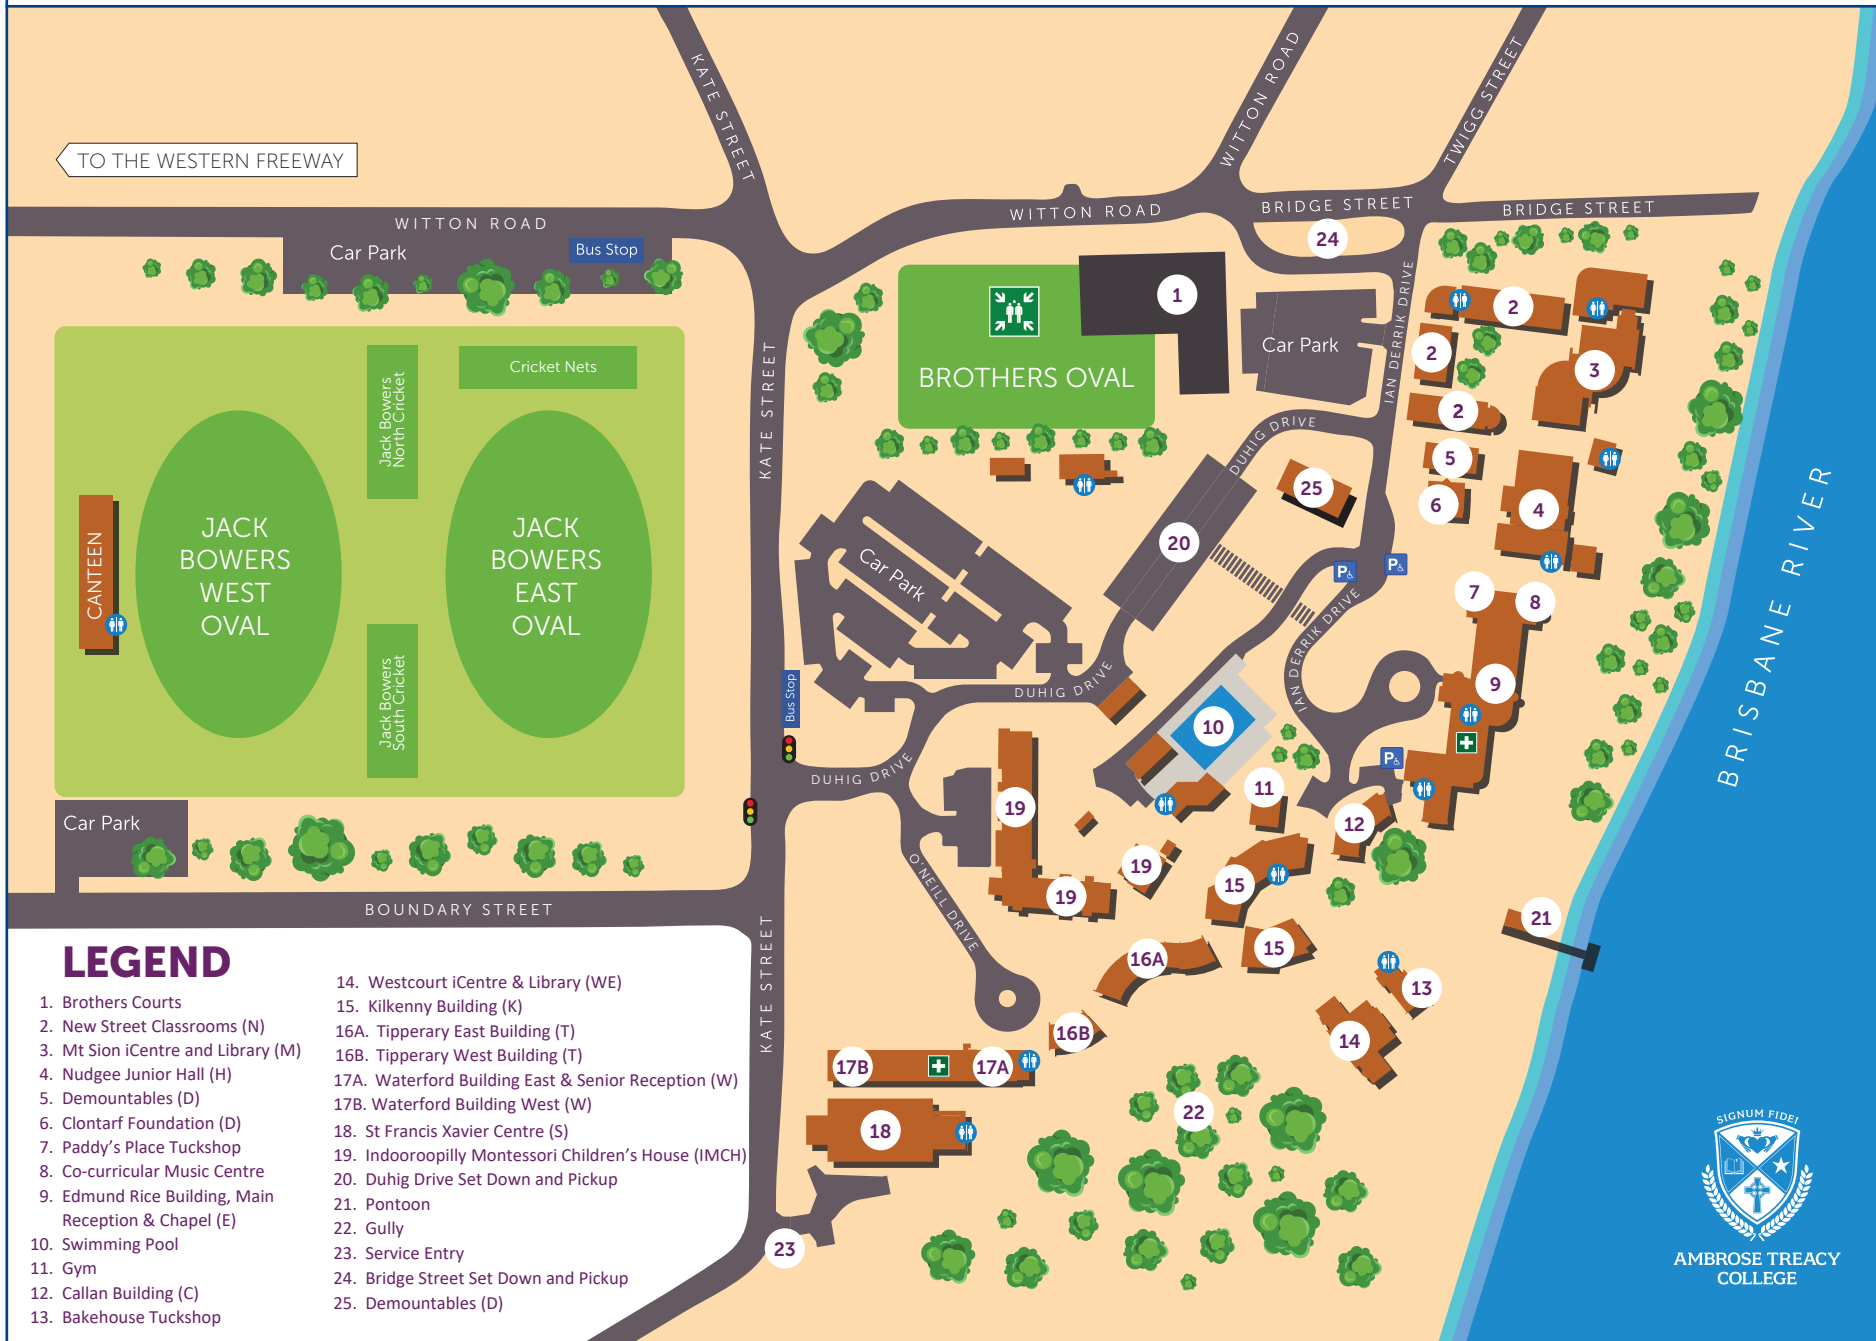 KATE STREET
WITTON ROAD
TWIGG STREET
TO THE WESTERN FREEWAY
WITTON ROAD
WITTON ROAD
BRIDGE STREET
BRIDGE STREET
Car Park
Bus Stop
24
IAN DERRIK DRIVE
1
2
2
3
2
Car Park
BROTHERS OVAL
Cricket Nets
Jack Bowers
North Cricket
KATE STREET
DUHIG DRIVE
5
6
4
25
20
CANTEEN
JACK
BOWERS
WEST
OVAL
JACK
BOWERS
EAST
OVAL
Car Park
P
P
7
8
IAN DERRIK DRIVE
BRISBANE RIVER
Jack Bowers
South Cricket
Bus Stop
DUHIG DRIVE
9
10
P
DUHIG DRIVE
11
12
19
Car Park
19
15
19
O'NEILL DRIVE
BOUNDARY STREET
21
15
16A
13
14
KATE STREET
16B
17B
17A
22
18
23
LEGEND
1. Brothers Courts
2. New Street Classrooms (N)
3. Mt Sion iCentre and Library (M)
4. Nudgee Junior Hall (H)
5. Demountables (D)
6. Clontarf Foundation (D)
7. Paddy's Place Tuckshop
8. Co-curricular Music Centre
9. Edmund Rice Building, Main
Reception & Chapel (E)
10. Swimming Pool
11. Gym
12. Callan Building (C)
13. Bakehouse Tuckshop
14. Westcourt iCentre & Library (WE)
15. Kilkenny Building (K)
16A. Tipperary East Building (T)
16B. Tipperary West Building (T)
17A. Waterford Building East & Senior Reception (W)
17B. Waterford Building West (W)
18. St Francis Xavier Centre (S)
19. Indooroopilly Montessori Children's House (IMCH)
20. Duhig Drive Set Down and Pickup
21. Pontoon
22. Gully
23. Service Entry
24. Bridge Street Set Down and Pickup
25. Demountables (D)
SIGNUM FIDEI
AMBROSE TREACY
COLLEGE